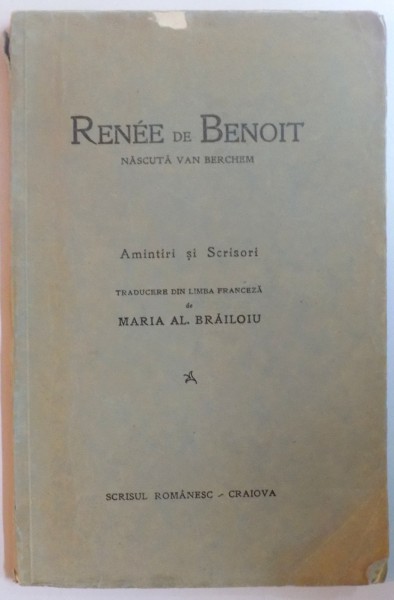 RENÉE DE BENOIT
NĂSCUTĂ VAN BERCHEM
Amintiri și Scrisori
TRADUCERE DIN LIMBA FRANCEZĂ
de
MARIA AL. BRĂILOIU
SCRISUL ROMÂNESC - CRAIOVA